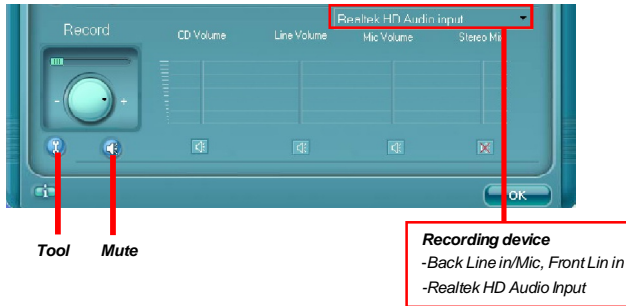 Realtek HD Audio input
Record
CD Volume
Line Volume
Mic Volume
Stereo Mix
- +
i
OK
Tool
Mute
Recording device
-Back Line in/Mic, Front Lin in
-Realtek HD Audio Input